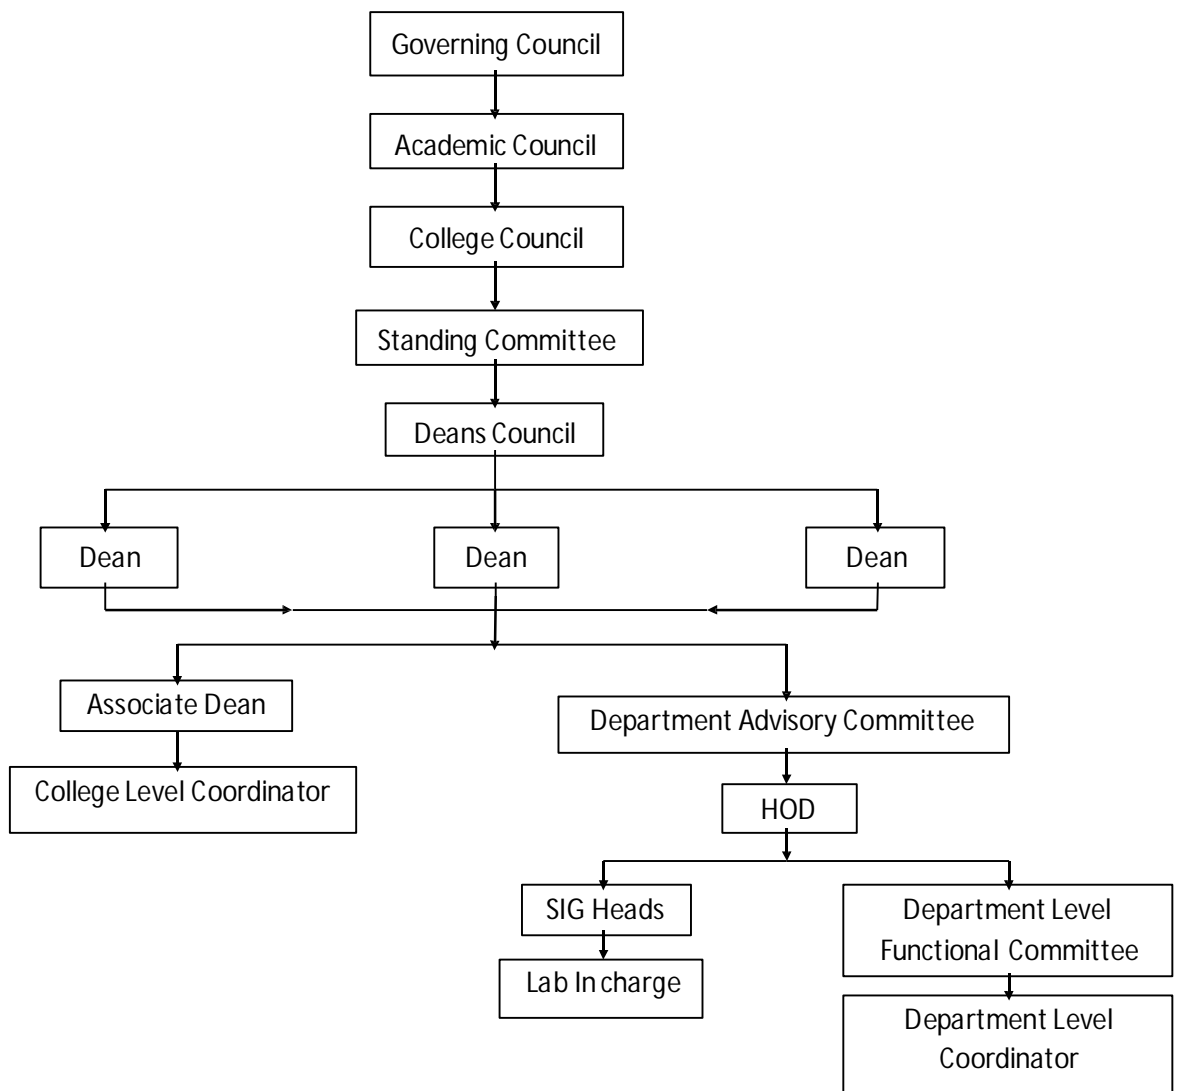 Governing Council
Academic Council
College Council
Standing Committee
Deans Council
Dean
Dean
Dean
Associate Dean
Department Advisory Committee
College Level Coordinator
HOD
SIG Heads
Department Level
Functional Committee
Lab In charge
Department Level
Coordinator